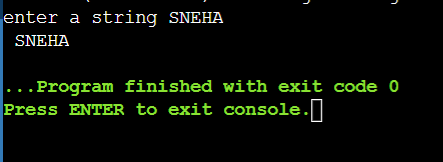 enter a string SNEHA
SNEHA
...Program finished with exit code 0
Press ENTER to exit console.